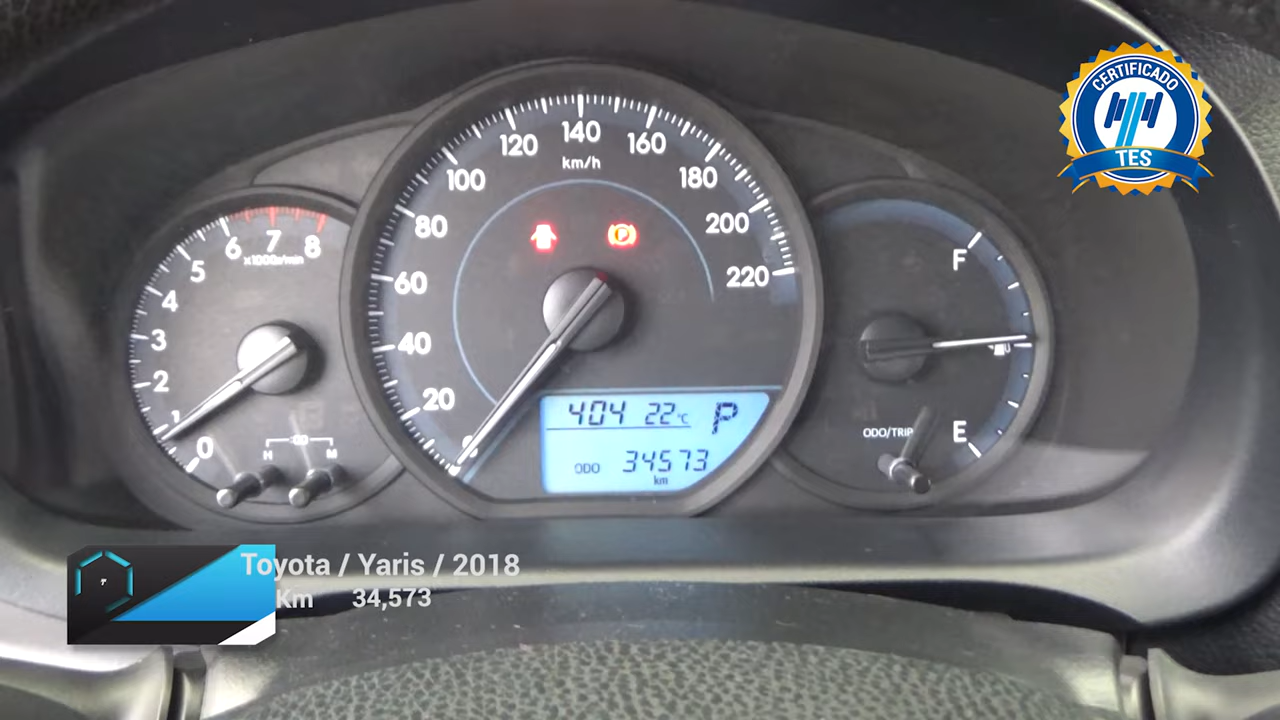 CERTIFICADO
TES
0
1
2
3
4
5
6
7
8
x1000r/min
H
M
0
20
40
60
80
100
120
140
160
180
200
220
km/h
P
404 22°C P
ODO 34573
km
F
E
ODO/TRIP
Toyota / Yaris / 2018
Km 34,573